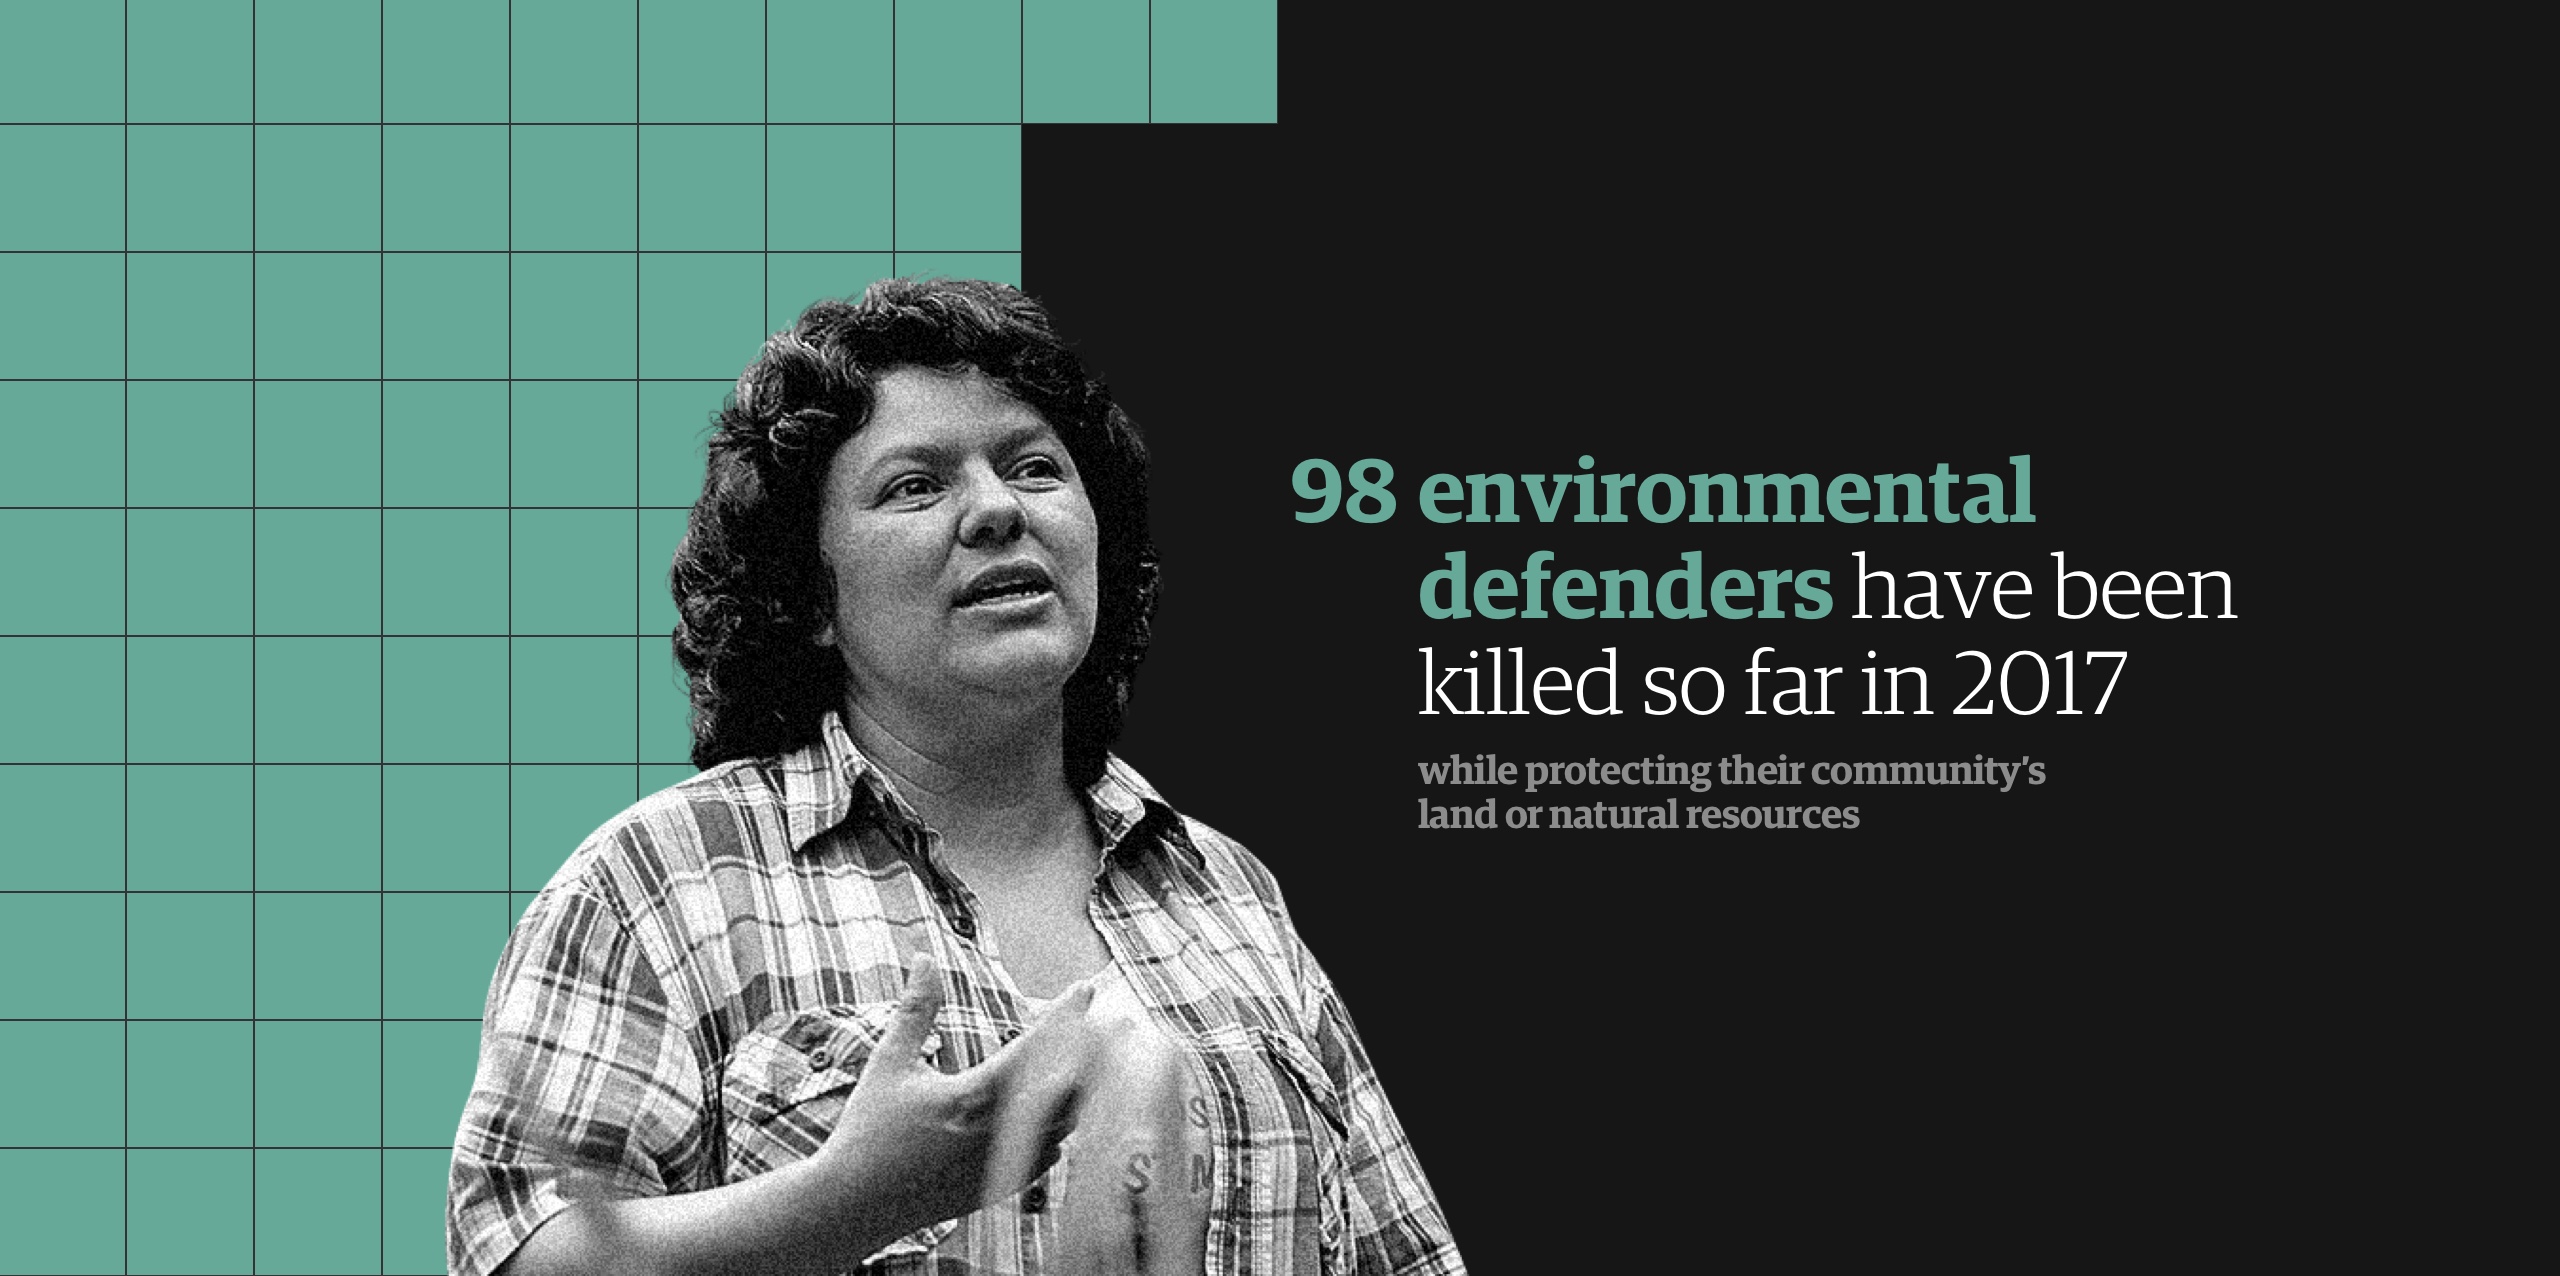 98 environmental
defenders have been
killed so far in 2017
while protecting their community’s
land or natural resources
S
S M